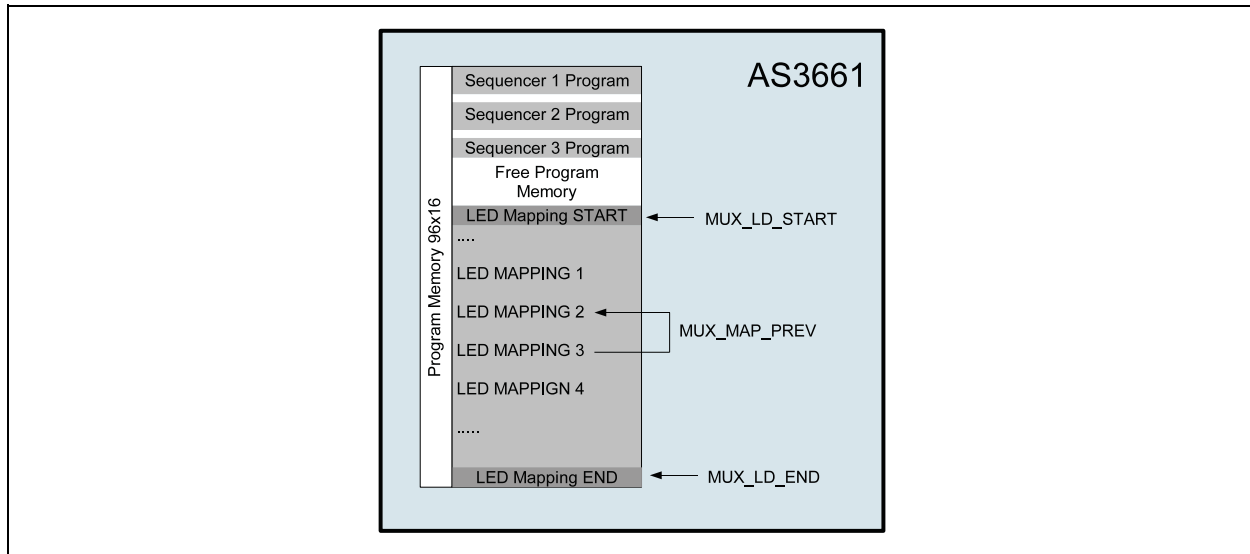 AS3661
Program Memory 96x16
Sequencer 1 Program
Sequencer 2 Program
Sequencer 3 Program
Free Program
Memory
LED Mapping START
MUX_LD_START
....
LED MAPPING 1
LED MAPPING 2
MUX_MAP_PREV
LED MAPPING 3
LED MAPPIGN 4
.....
LED Mapping END
MUX_LD_END